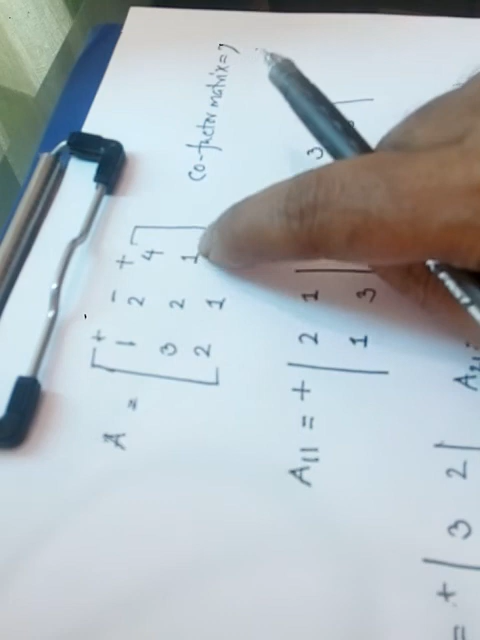 + - +
A = [1 2 4]
3 2 1
2 1
Co-factor matrix = ?
A11 = + | 2 1
1 3 |
3
= + | 3 2 |
A21